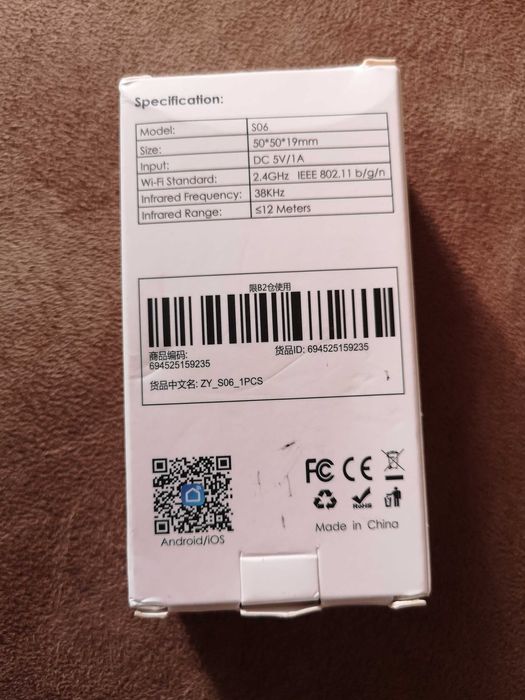 Specification:
Model: S06
Size: 50*50*19mm
Input: DC 5V/1A
Wi-Fi Standard: 2.4GHz IEEE 802.11 b/g/n
Infrared Frequency: 38KHz
Infrared Range: ≤12 Meters
限B2仓使用
商品编码: 货品ID: 694525159235
694525159235
货品中文名: ZY_S06_1PCS
FC CE
RoHS
Android/iOS
Made in China